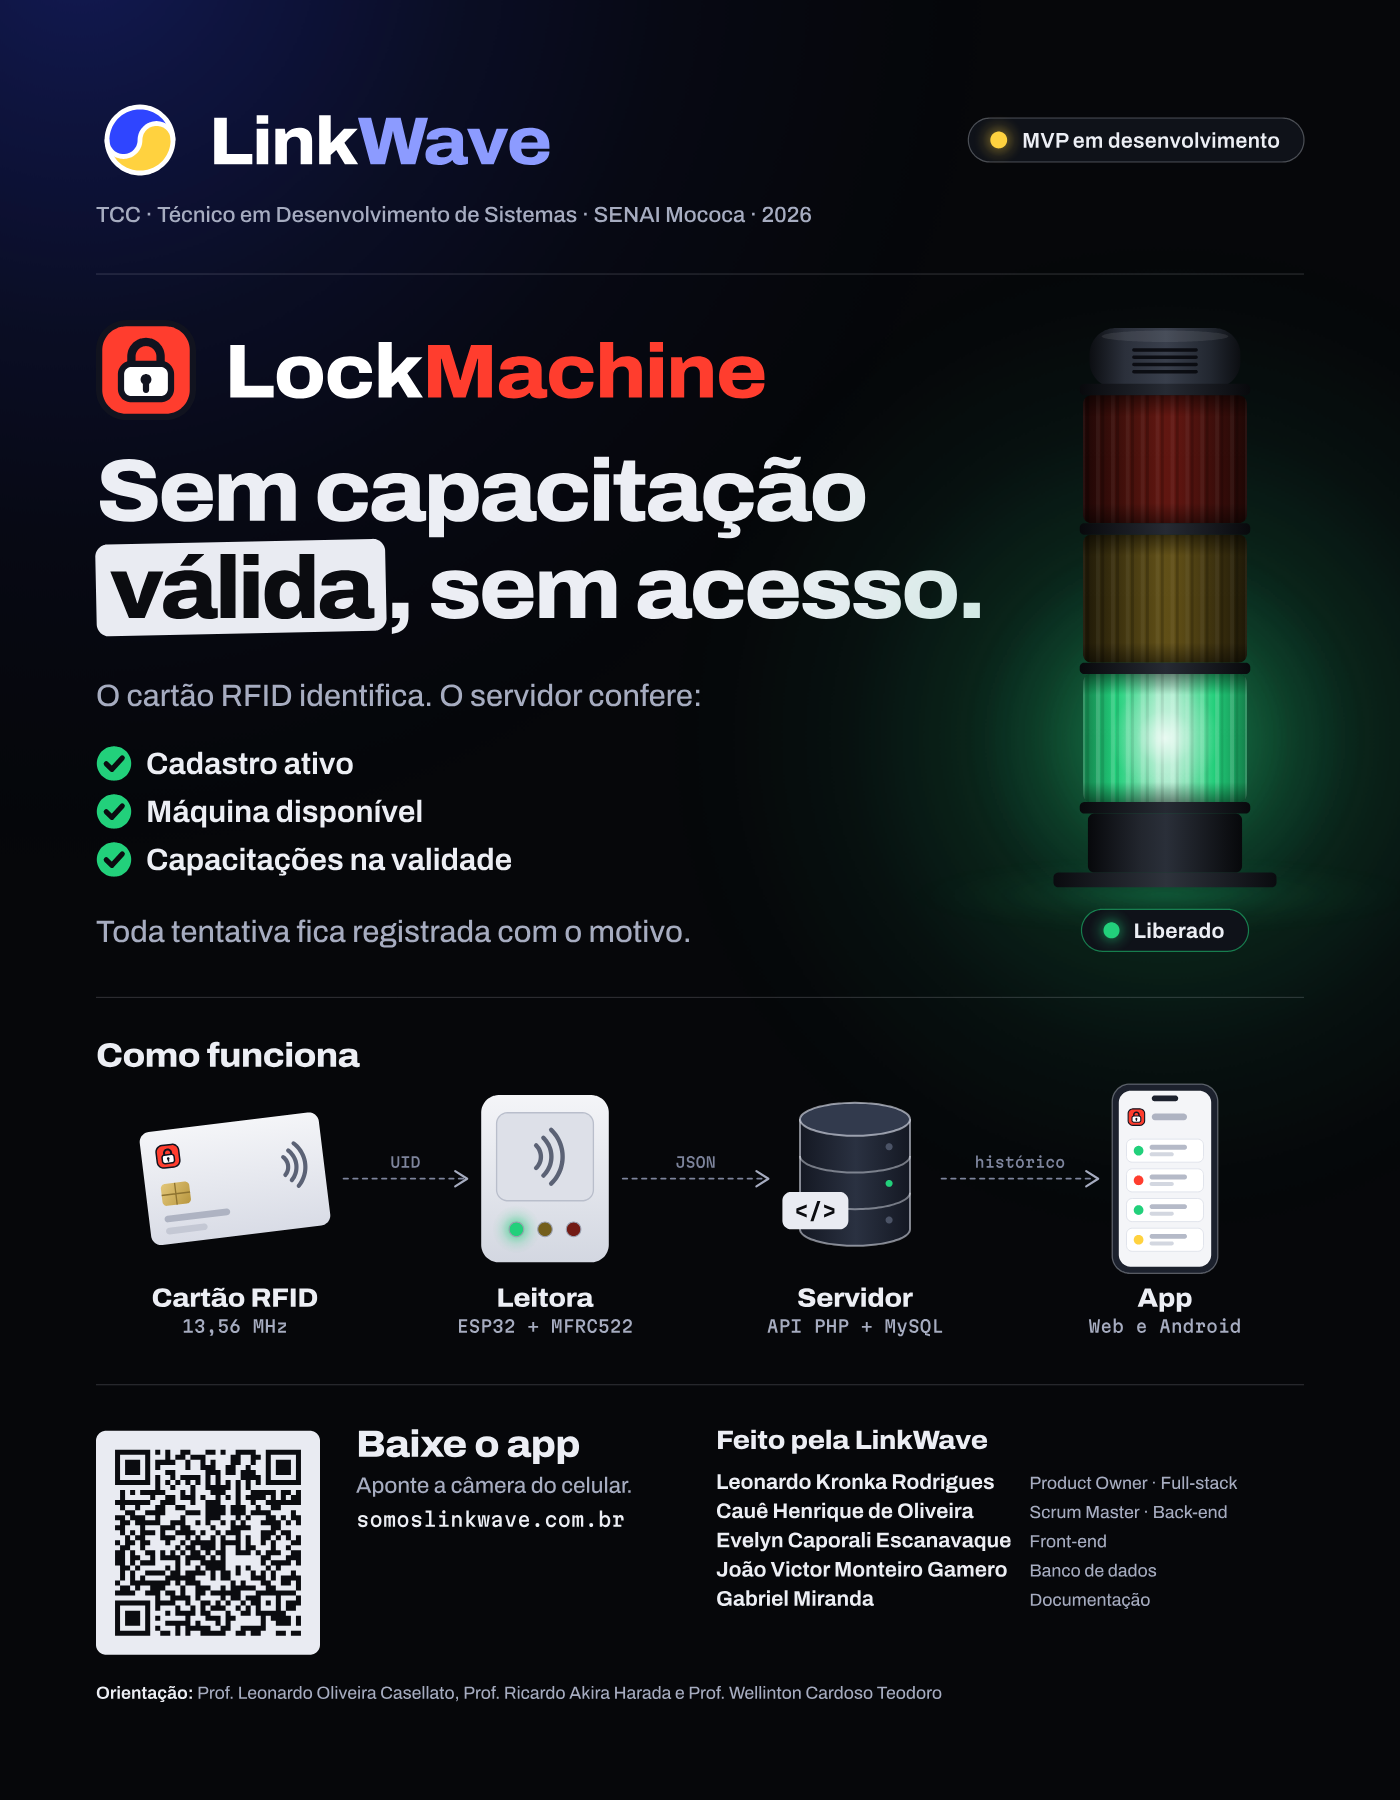 LinkWave
MVP em desenvolvimento
TCC · Técnico em Desenvolvimento de Sistemas · SENAI Mococa · 2026
LockMachine
Sem capacitação
válida, sem acesso.
O cartão RFID identifica. O servidor confere:
Cadastro ativo
Máquina disponível
Capacitações na validade
Toda tentativa fica registrada com o motivo.
Liberado
Como funciona
UID
JSON
histórico
</>
Cartão RFID
13,56 MHz
Leitora
ESP32 + MFRC522
Servidor
API PHP + MySQL
App
Web e Android
Baixe o app
Aponte a câmera do celular.
somoslinkwave.com.br
Feito pela LinkWave
Leonardo Kronka Rodrigues Product Owner · Full-stack
Cauê Henrique de Oliveira Scrum Master · Back-end
Evelyn Caporali Escanavaque Front-end
João Victor Monteiro Gamero Banco de dados
Gabriel Miranda Documentação
Orientação: Prof. Leonardo Oliveira Casellato, Prof. Ricardo Akira Harada e Prof. Wellinton Cardoso Teodoro